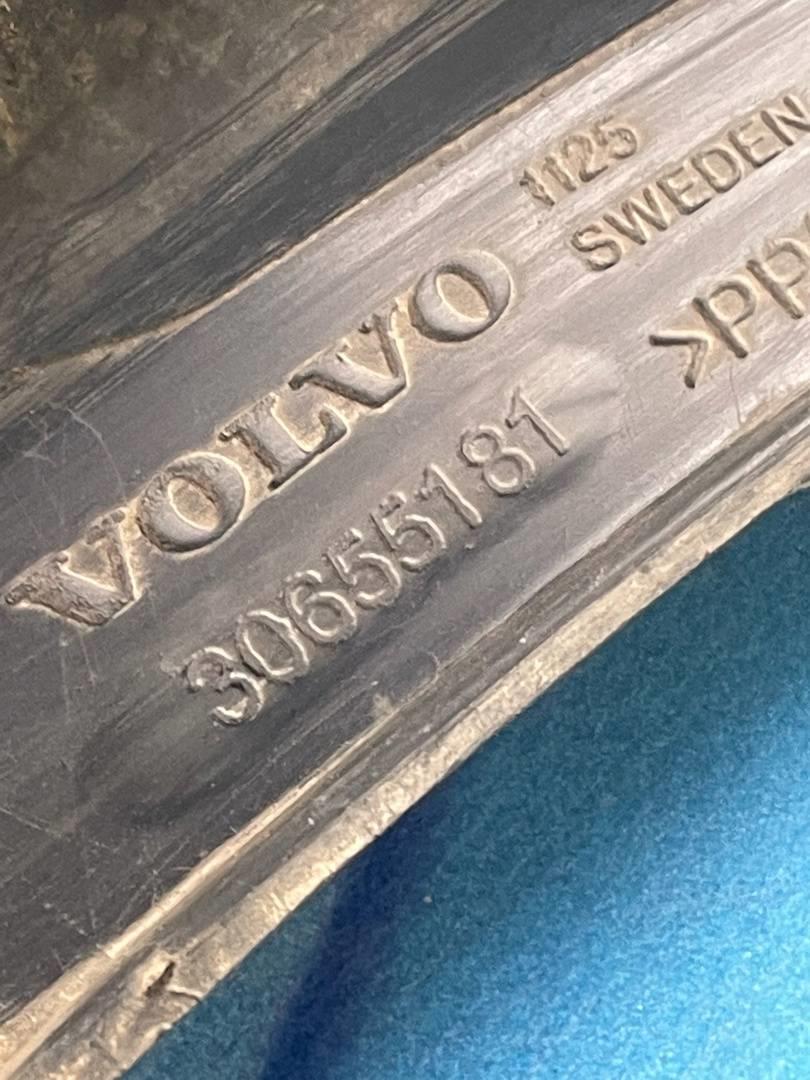 1125
SWEDEN
VOLVO
>PP
30655181